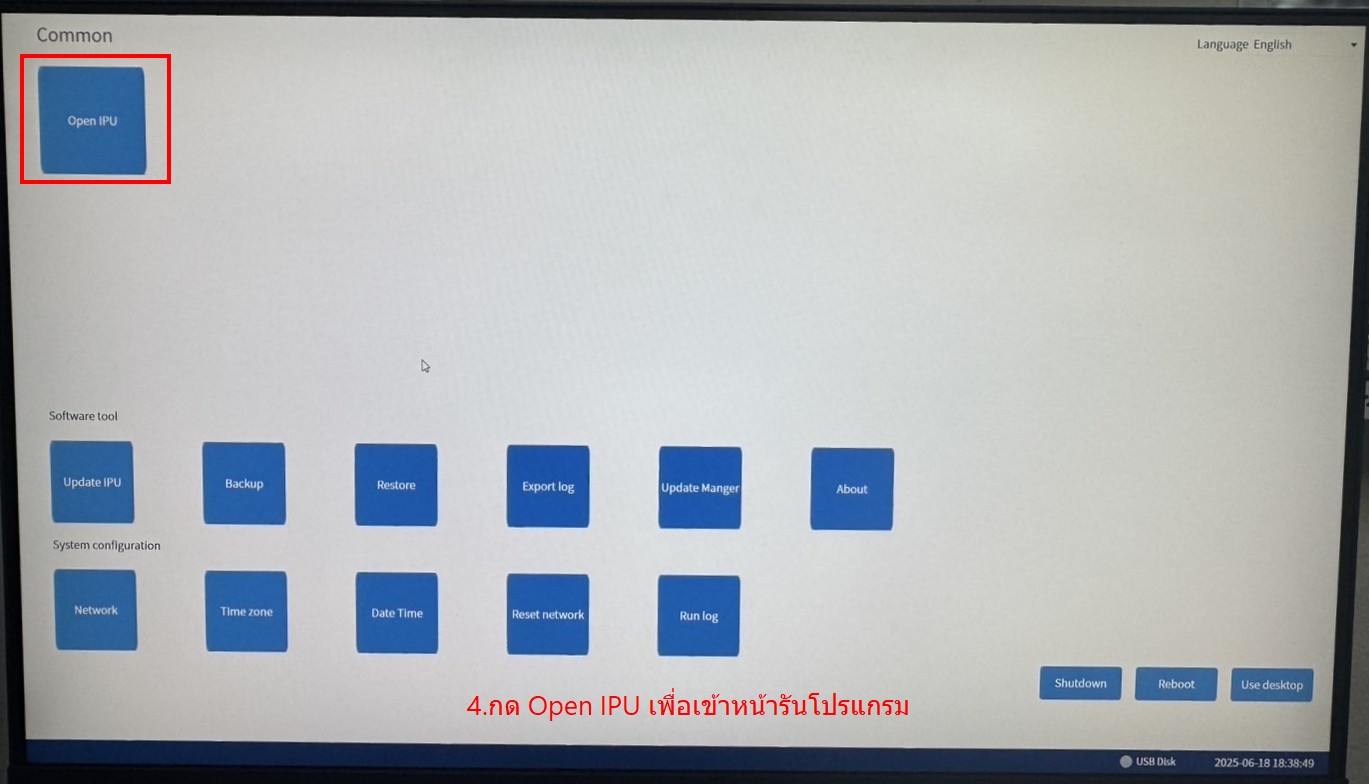 Common
Language English
Open IPU
Software tool
Update IPU
Backup
Restore
Export log
Update Manger
About
System configuration
Network
Time zone
Date Time
Reset network
Run log
Shutdown
Reboot
Use desktop
4.กด Open IPU เพื่อเข้าหน้ารันโปรแกรม
USB Disk
2025-06-18 18:38:49